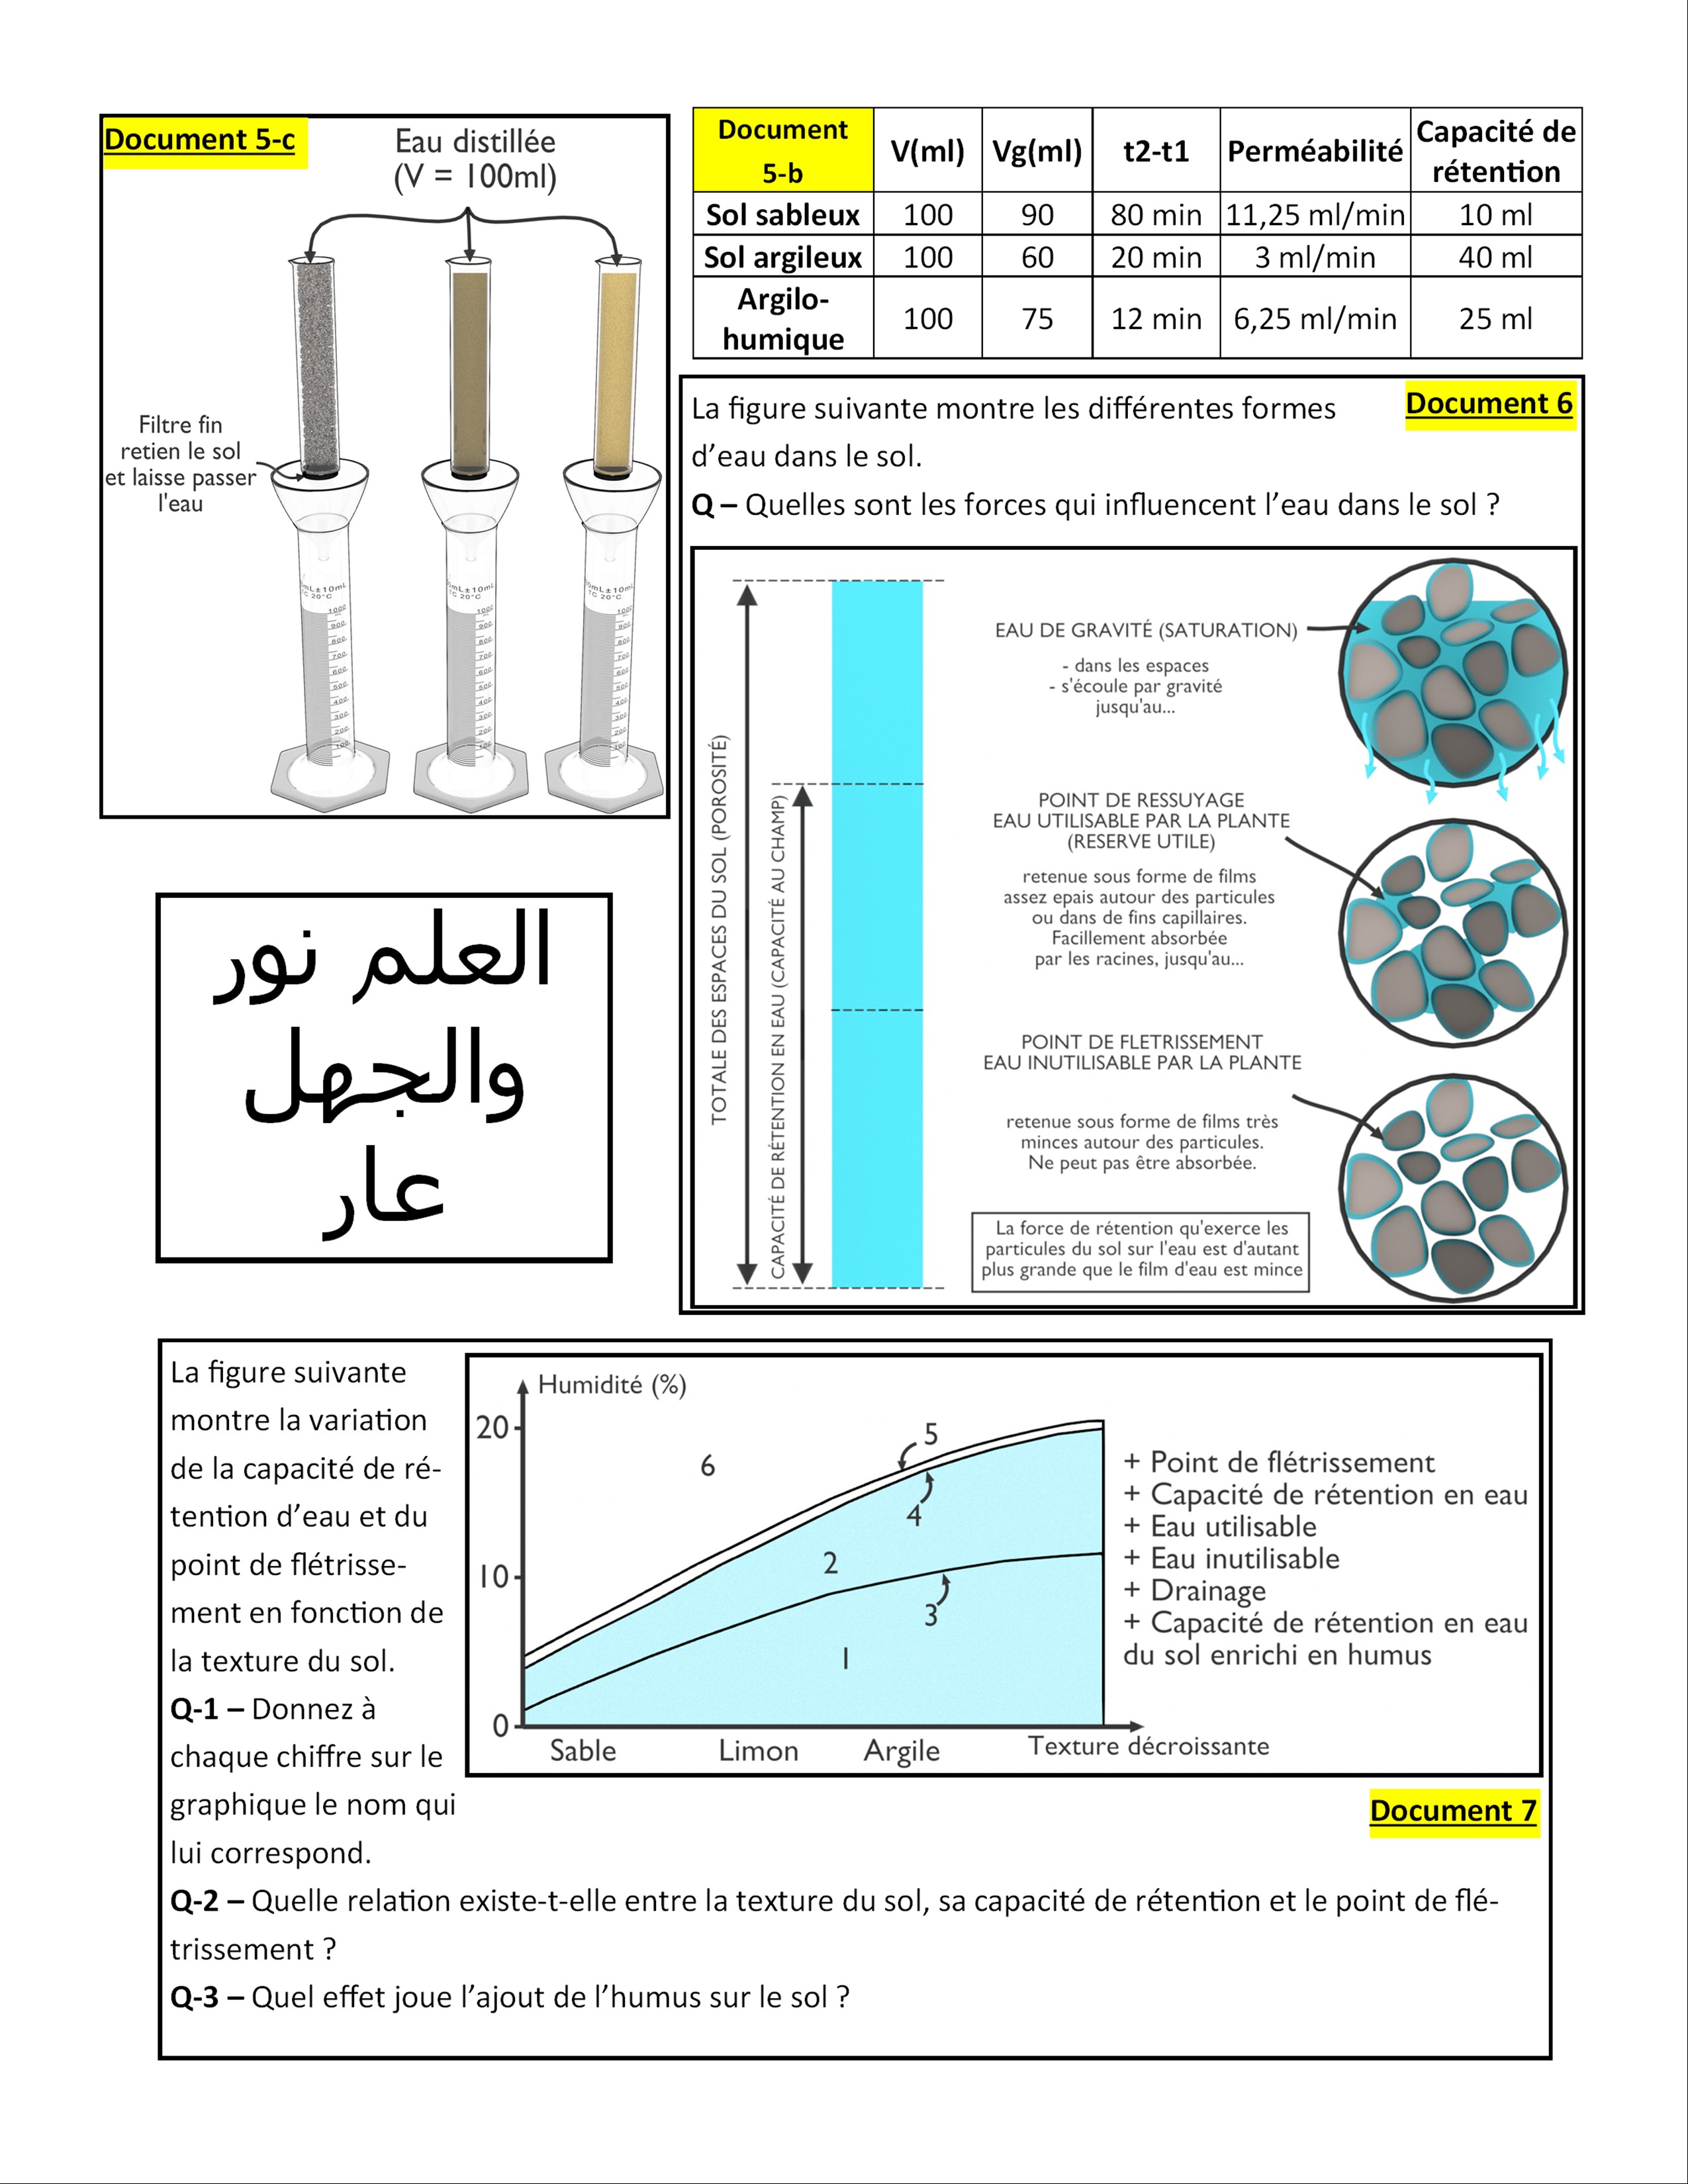 Document 5-c
Eau distillée
(V = 100ml)
Filtre fin
retien le sol
et laisse passer
l'eau
Document
5-b
V(ml) Vg(ml) t2-t1 Perméabilité Capacité de
rétention
Sol sableux 100 90 80 min 11,25 ml/min 10 ml
Sol argileux 100 60 20 min 3 ml/min 40 ml
Argilo-
humique 100 75 12 min 6,25 ml/min 25 ml
La figure suivante montre les différentes formes
d’eau dans le sol.
Document 6
Q – Quelles sont les forces qui influencent l’eau dans le sol ?
TOTALE DES ESPACES DU SOL (POROSITÉ)
CAPACITÉ DE RÉTENTION EN EAU (CAPACITÉ AU CHAMP)
EAU DE GRAVITÉ (SATURATION)
- dans les espaces
- s'écoule par gravité
jusqu'au...
POINT DE RESSUYAGE
EAU UTILISABLE PAR LA PLANTE
(RESERVE UTILE)
retenue sous forme de films
assez epais autour des particules
ou dans de fins capillaires.
Facillement absorbée
par les racines, jusqu'au...
POINT DE FLETRISSEMENT
EAU INUTILISABLE PAR LA PLANTE
retenue sous forme de films très
minces autour des particules.
Ne peut pas être absorbée.
La force de rétention qu'exerce les
particules du sol sur l'eau est d'autant
plus grande que le film d'eau est mince
العلم نور
والجهل
عار
La figure suivante
montre la variation
de la capacité de ré-
tention d’eau et du
point de flétrisse-
ment en fonction de
la texture du sol.
Q-1 – Donnez à
chaque chiffre sur le
graphique le nom qui
lui correspond.
Humidité (%)
20
10
0
6
5
4
2
3
1
Sable Limon Argile Texture décroissante
+ Point de flétrissement
+ Capacité de rétention en eau
+ Eau utilisable
+ Eau inutilisable
+ Drainage
+ Capacité de rétention en eau
du sol enrichi en humus
Document 7
Q-2 – Quelle relation existe-t-elle entre la texture du sol, sa capacité de rétention et le point de flé-
trissement ?
Q-3 – Quel effet joue l’ajout de l’humus sur le sol ?